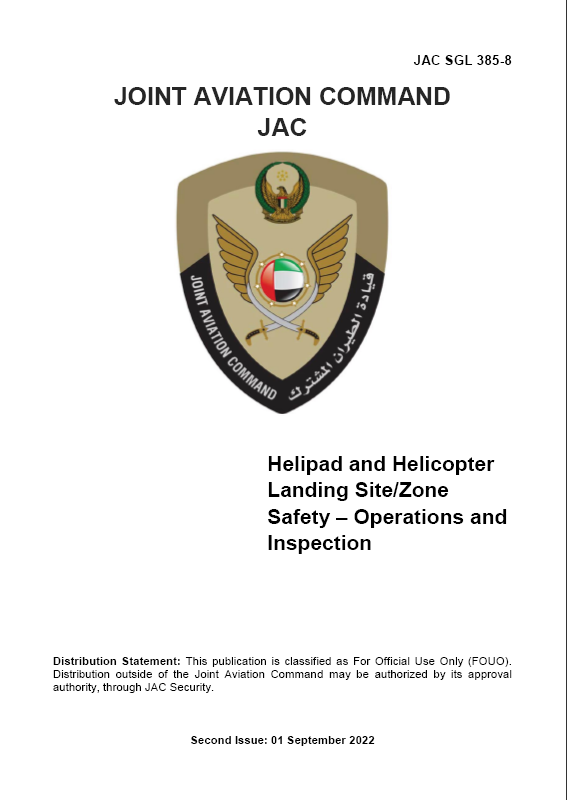 JAC SGL 385-8
JOINT AVIATION COMMAND
JAC
JOINT AVIATION COMMAND
قيادة الطيران المشترك
Helipad and Helicopter
Landing Site/Zone
Safety – Operations and
Inspection
Distribution Statement: This publication is classified as For Official Use Only (FOUO).
Distribution outside of the Joint Aviation Command may be authorized by its approval
authority, through JAC Security.
Second Issue: 01 September 2022